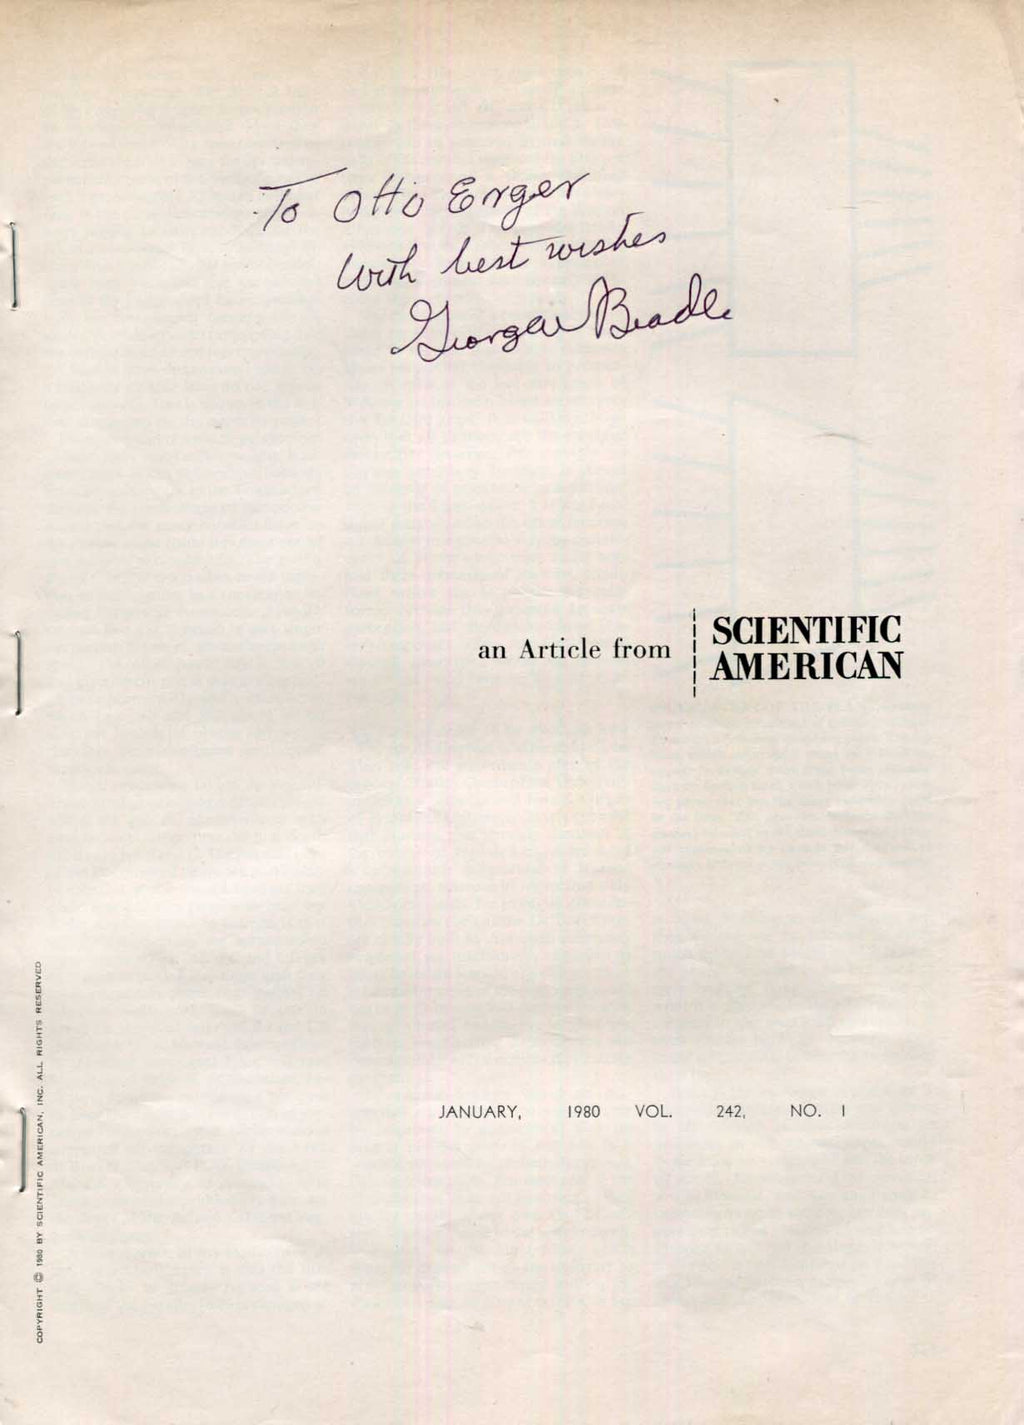 To Otto Erger
With best wishes
George Beadle
an Article from
SCIENTIFIC
AMERICAN
JANUARY, 1980 VOL. 242, NO. 1
COPYRIGHT © 1980 BY SCIENTIFIC AMERICAN, INC. ALL RIGHTS RESERVED